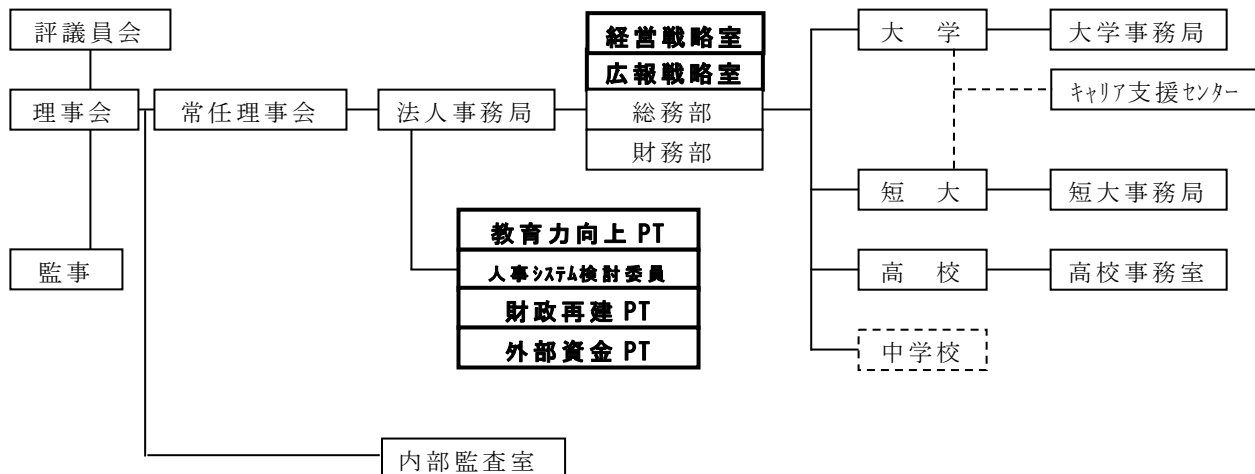 評議員会
理事会
監事
常任理事会
法人事務局
経営戦略室
広報戦略室
総務部
財務部
教育力向上 PT
人事ｼｽﾃﾑ検討委員
財政再建 PT
外部資金 PT
内部監査室
大　学
大学事務局
ｷｬﾘｱ支援ｾﾝﾀｰ
短　大
短大事務局
高　校
高校事務室
中学校